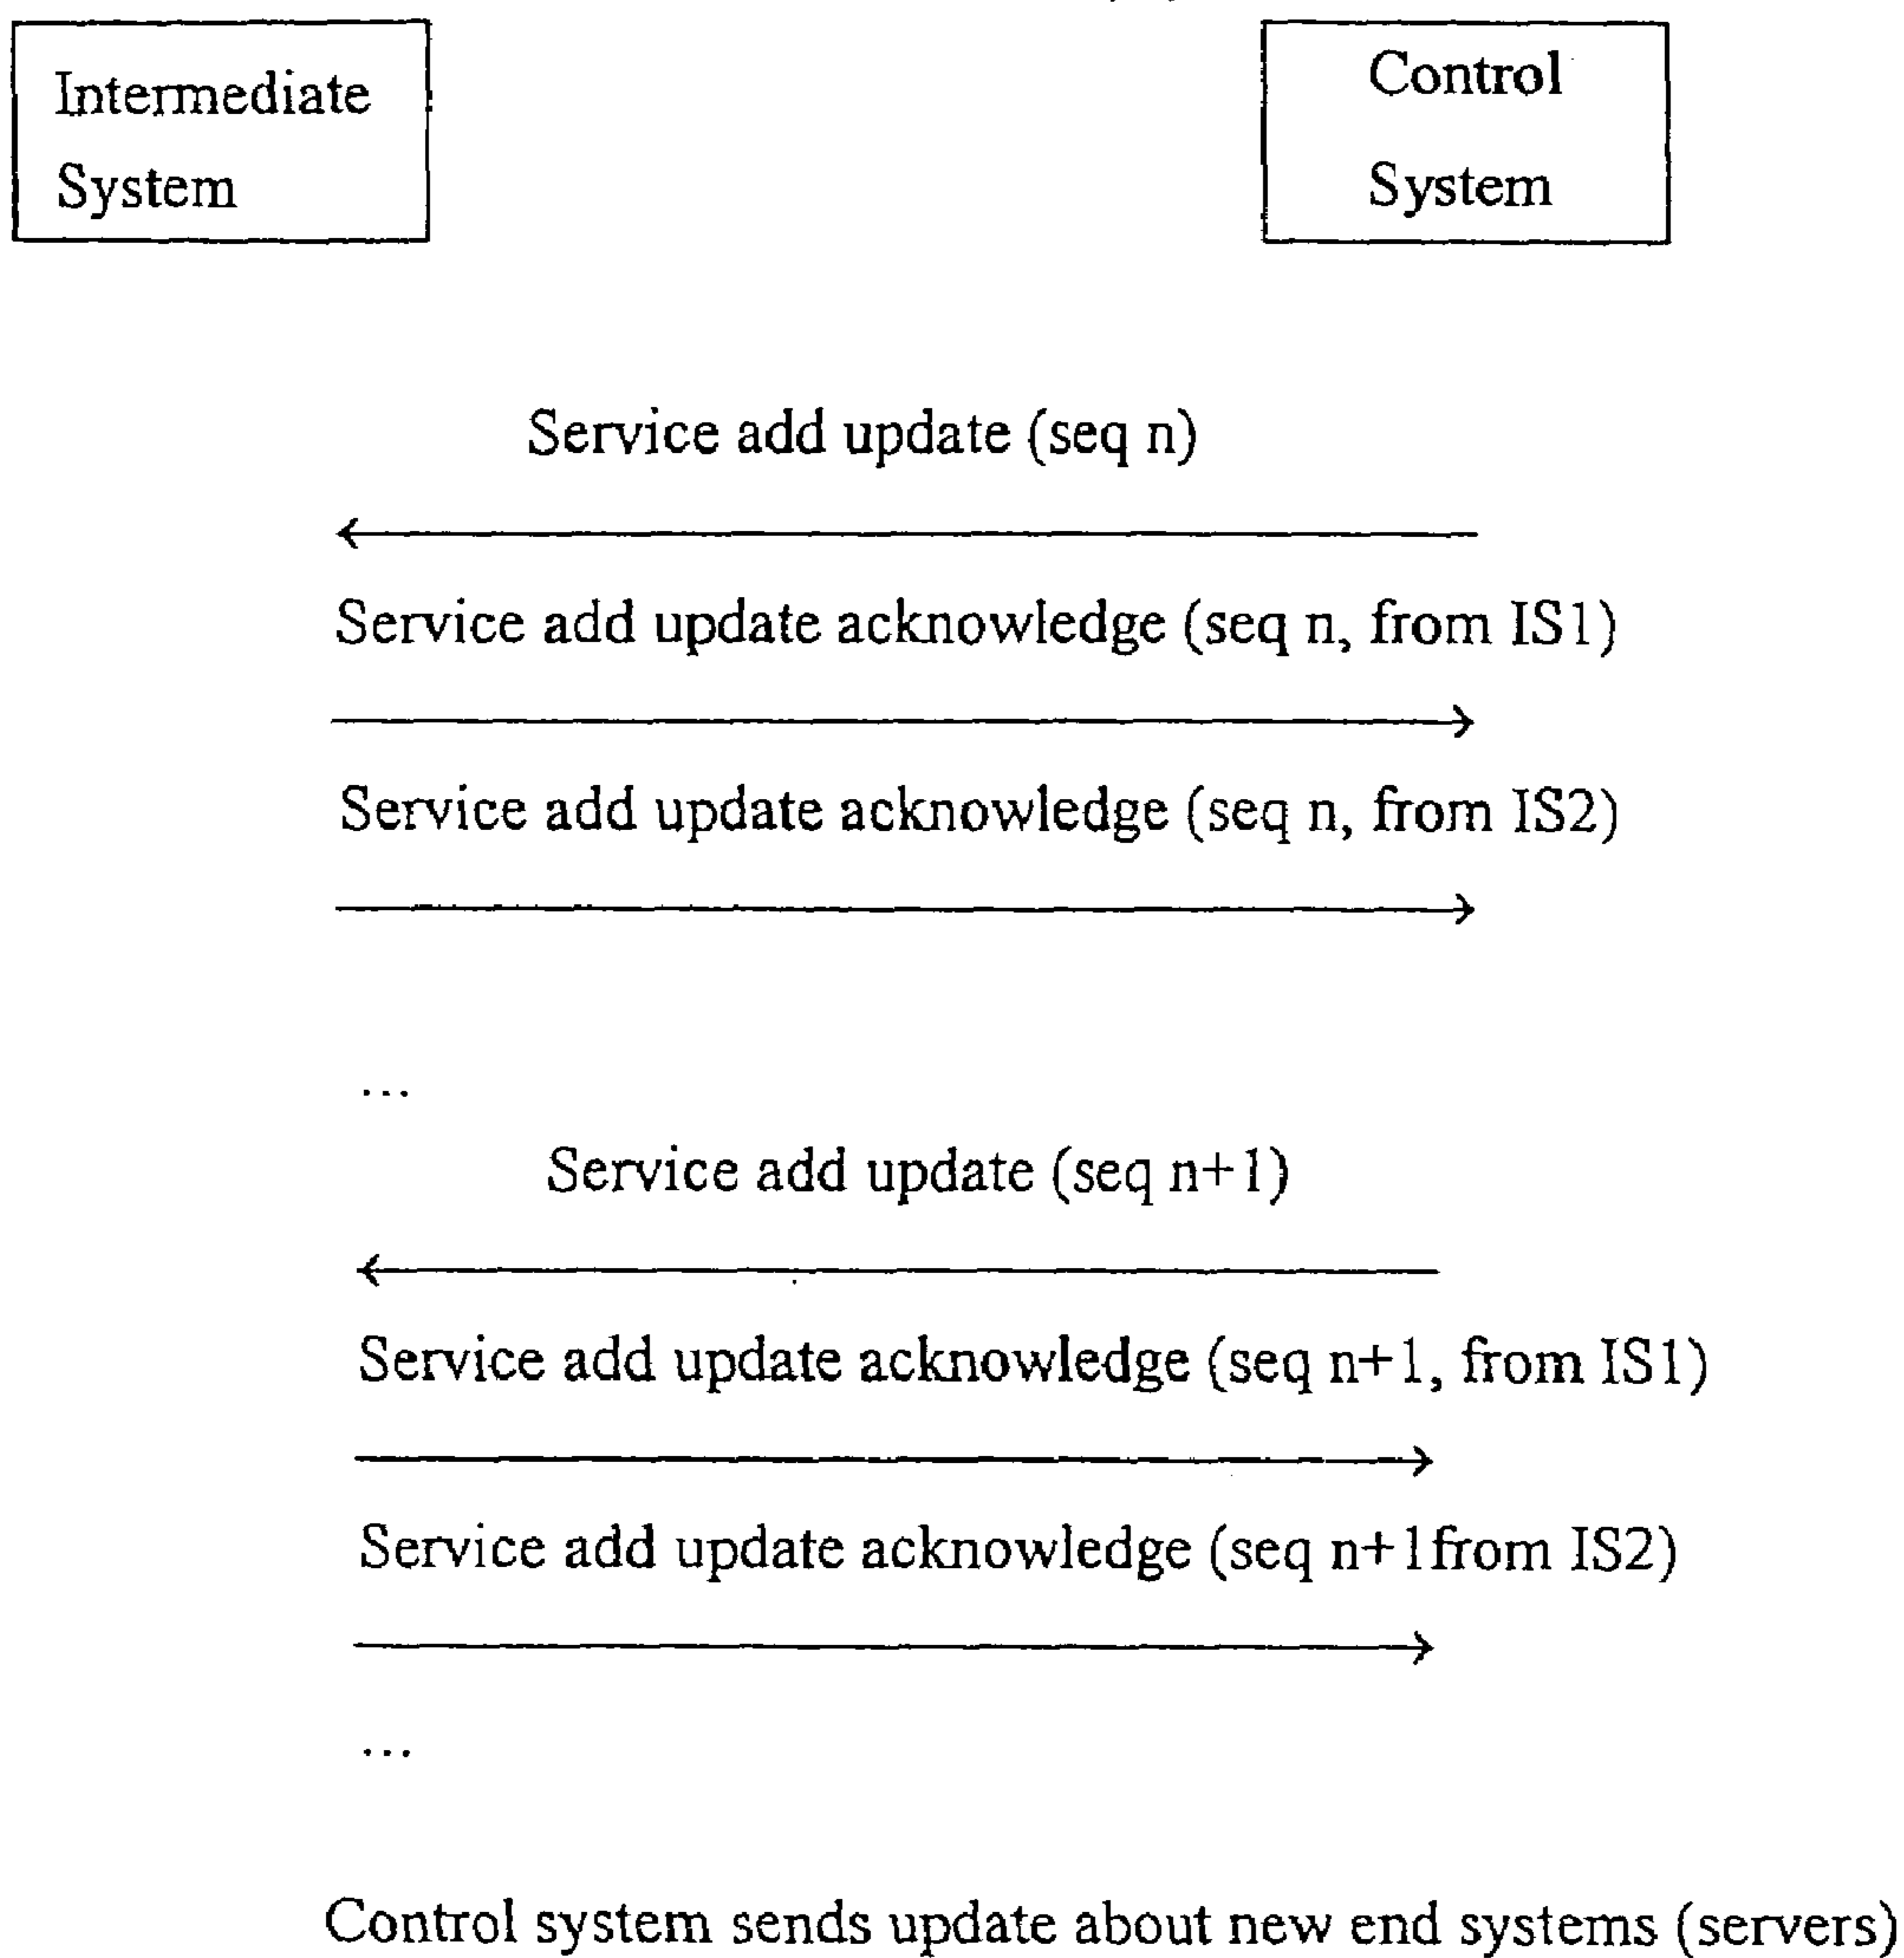 Intermediate
System
Control
System
Service add update (seq n)
Service add update acknowledge (seq n, from IS1)
Service add update acknowledge (seq n, from IS2)
...
Service add update (seq n+1)
Service add update acknowledge (seq n+1, from IS1)
Service add update acknowledge (seq n+1from IS2)
...
Control system sends update about new end systems (servers)